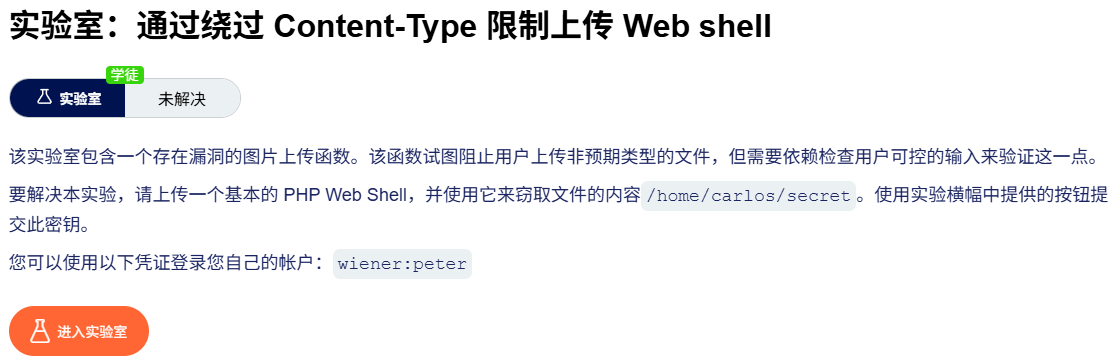 实验室：通过绕过 Content-Type 限制上传 Web shell
学徒
实验室 未解决
该实验室包含一个存在漏洞的图片上传函数。该函数试图阻止用户上传非预期类型的文件，但需要依赖检查用户可控的输入来验证这一点。
要解决本实验，请上传一个基本的 PHP Web Shell，并使用它来窃取文件的内容 /home/carlos/secret 。使用实验横幅中提供的按钮提
交此密钥。
您可以使用以下凭证登录您自己的帐户： wiener:peter
进入实验室